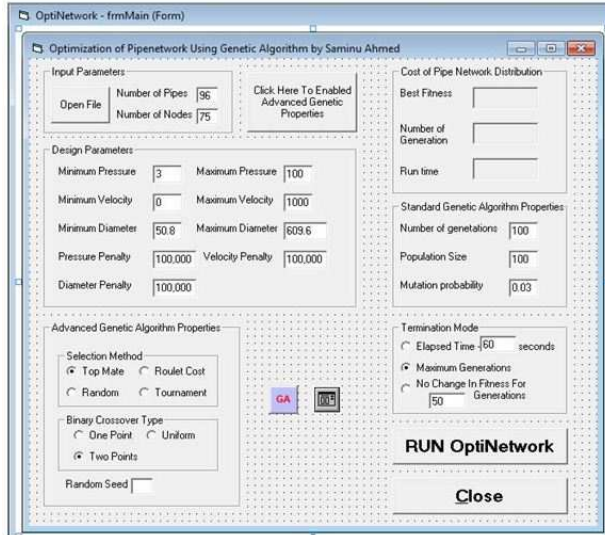 OptiNetwork - frmMain (Form)
Optimization of Pipenetwork Using Genetic Algorithm by Saminu Ahmed
Input Parameters
Open File
Number of Pipes 96
Number of Nodes 75
Click Here To Enabled
Advanced Genetic
Properties
Cost of Pipe Network Distribution
Best Fitness
Number of
Generation
Run time
Design Parameters
Minimum Pressure 3 Maximum Pressure 100
Minimum Velocity 0 Maximum Velocity 1000
Minimum Diameter 50.8 Maximum Diameter 609.6
Pressure Penalty 100,000 Velocity Penalty 100,000
Diameter Penalty 100,000
Standard Genetic Algorithm Properties
Number of genetations 100
Population Size 100
Mutation probability 0.03
Advanced Genetic Algorithm Properties
Selection Method
Top Mate Roulet Cost
Random Tournament
Binary Crossover Type
One Point Uniform
Two Points
Random Seed
GA
Termination Mode
Elapsed Time - 60 seconds
Maximum Generations
No Change In Fitness For
50 Generations
RUN OptiNetwork
Close